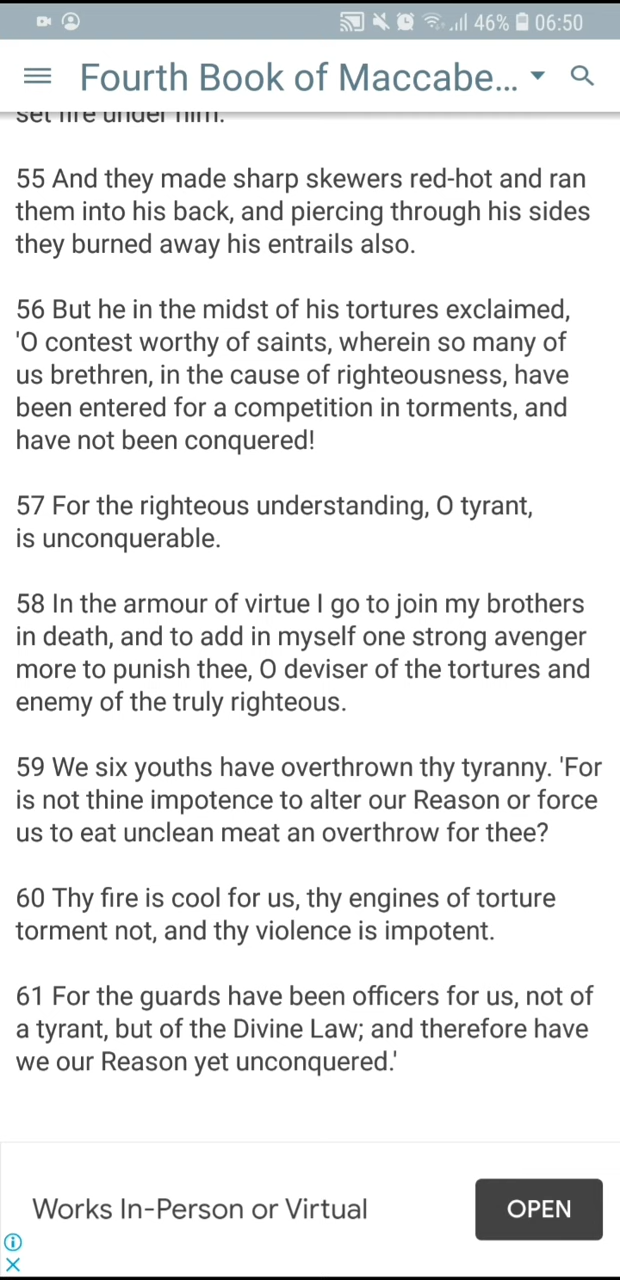 46% 06:50
Fourth Book of Maccabe...
set fire under him.
55 And they made sharp skewers red-hot and ran
them into his back, and piercing through his sides
they burned away his entrails also.
56 But he in the midst of his tortures exclaimed,
'O contest worthy of saints, wherein so many of
us brethren, in the cause of righteousness, have
been entered for a competition in torments, and
have not been conquered!
57 For the righteous understanding, O tyrant,
is unconquerable.
58 In the armour of virtue I go to join my brothers
in death, and to add in myself one strong avenger
more to punish thee, O deviser of the tortures and
enemy of the truly righteous.
59 We six youths have overthrown thy tyranny. 'For
is not thine impotence to alter our Reason or force
us to eat unclean meat an overthrow for thee?
60 Thy fire is cool for us, thy engines of torture
torment not, and thy violence is impotent.
61 For the guards have been officers for us, not of
a tyrant, but of the Divine Law; and therefore have
we our Reason yet unconquered.'
Works In-Person or Virtual
OPEN